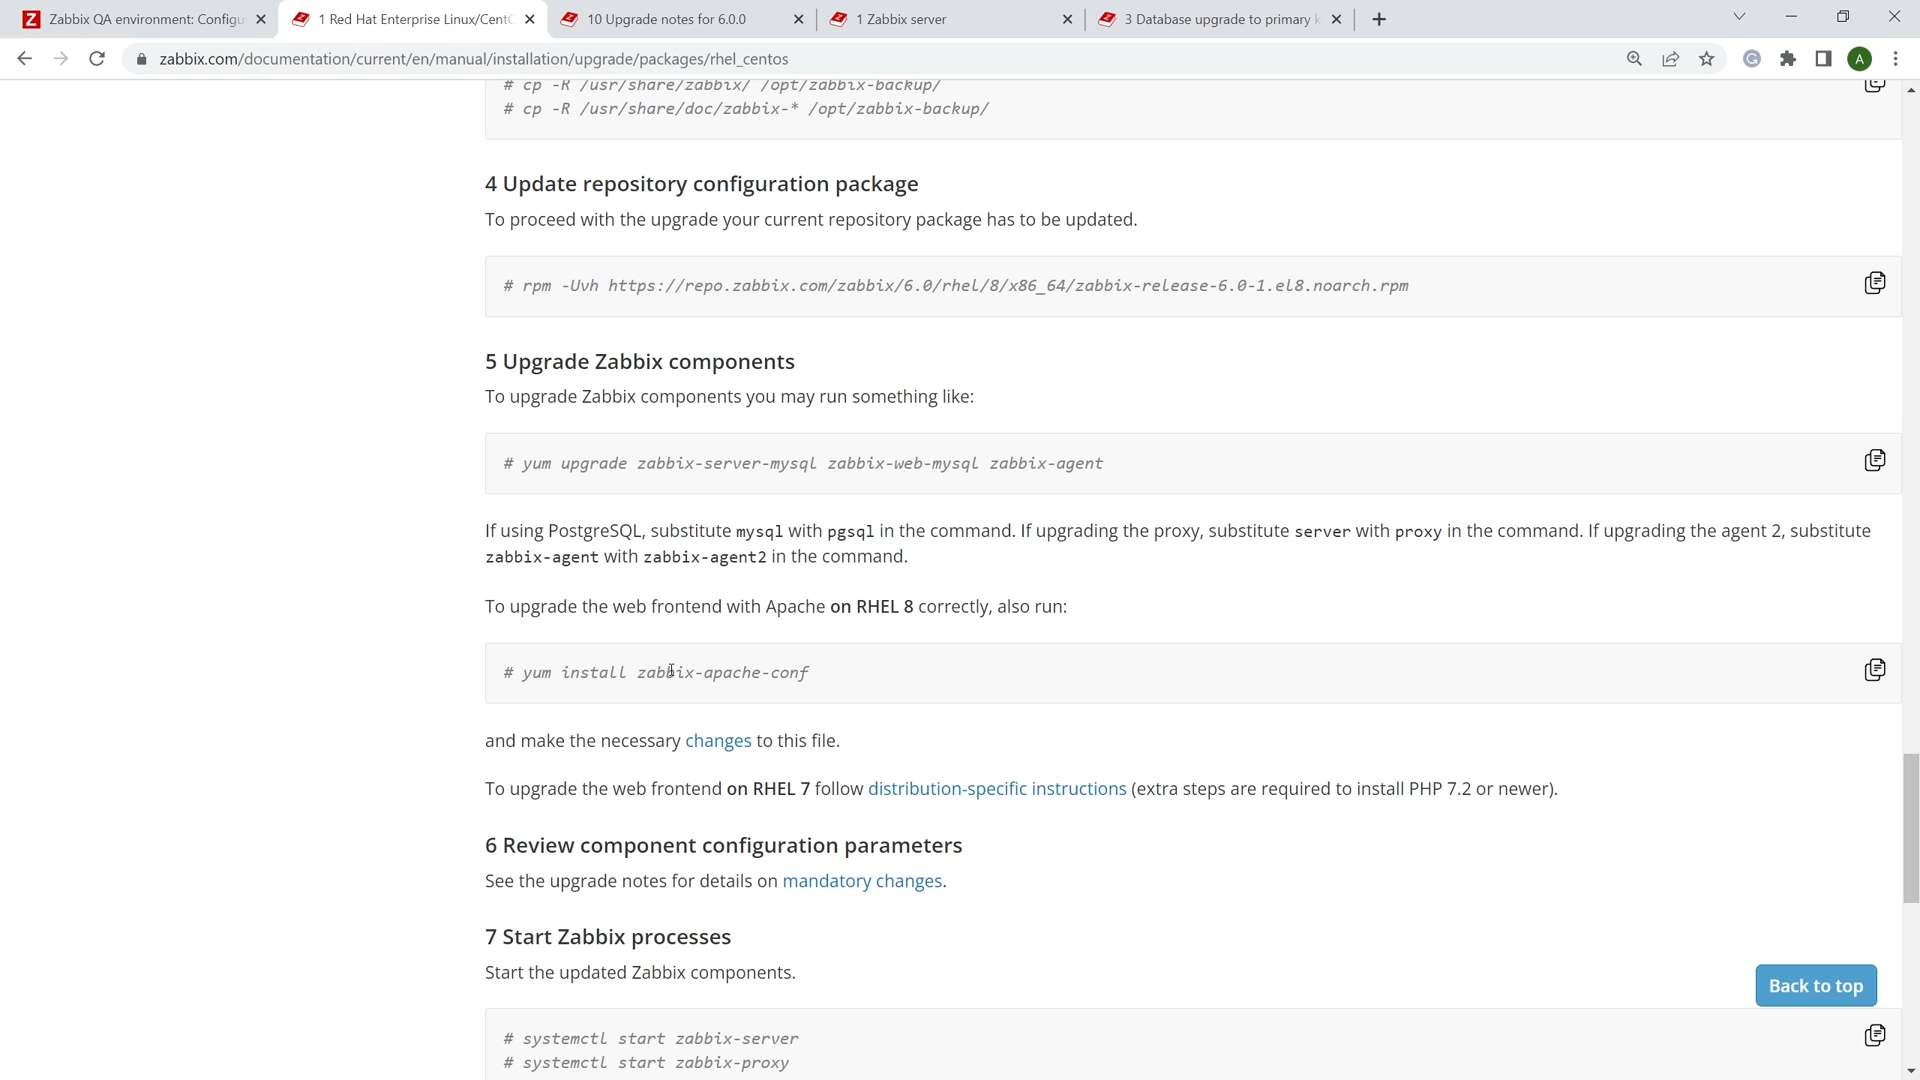 Zabbix QA environment: Configu
1 Red Hat Enterprise Linux/CentO
10 Upgrade notes for 6.0.0
1 Zabbix server
3 Database upgrade to primary k
zabbix.com/documentation/current/en/manual/installation/upgrade/packages/rhel_centos
A
# cp -R /usr/share/zabbix/ /opt/zabbix-backup/
# cp -R /usr/share/doc/zabbix-* /opt/zabbix-backup/
4 Update repository configuration package
To proceed with the upgrade your current repository package has to be updated.
# rpm -Uvh https://repo.zabbix.com/zabbix/6.0/rhel/8/x86_64/zabbix-release-6.0-1.el8.noarch.rpm
5 Upgrade Zabbix components
To upgrade Zabbix components you may run something like:
# yum upgrade zabbix-server-mysql zabbix-web-mysql zabbix-agent
If using PostgreSQL, substitute mysql with pgsql in the command. If upgrading the proxy, substitute server with proxy in the command. If upgrading the agent 2, substitute
zabbix-agent with zabbix-agent2 in the command.
To upgrade the web frontend with Apache on RHEL 8 correctly, also run:
# yum install zabbix-apache-conf
and make the necessary changes to this file.
To upgrade the web frontend on RHEL 7 follow distribution-specific instructions (extra steps are required to install PHP 7.2 or newer).
6 Review component configuration parameters
See the upgrade notes for details on mandatory changes.
7 Start Zabbix processes
Start the updated Zabbix components.
Back to top
# systemctl start zabbix-server
# systemctl start zabbix-proxy